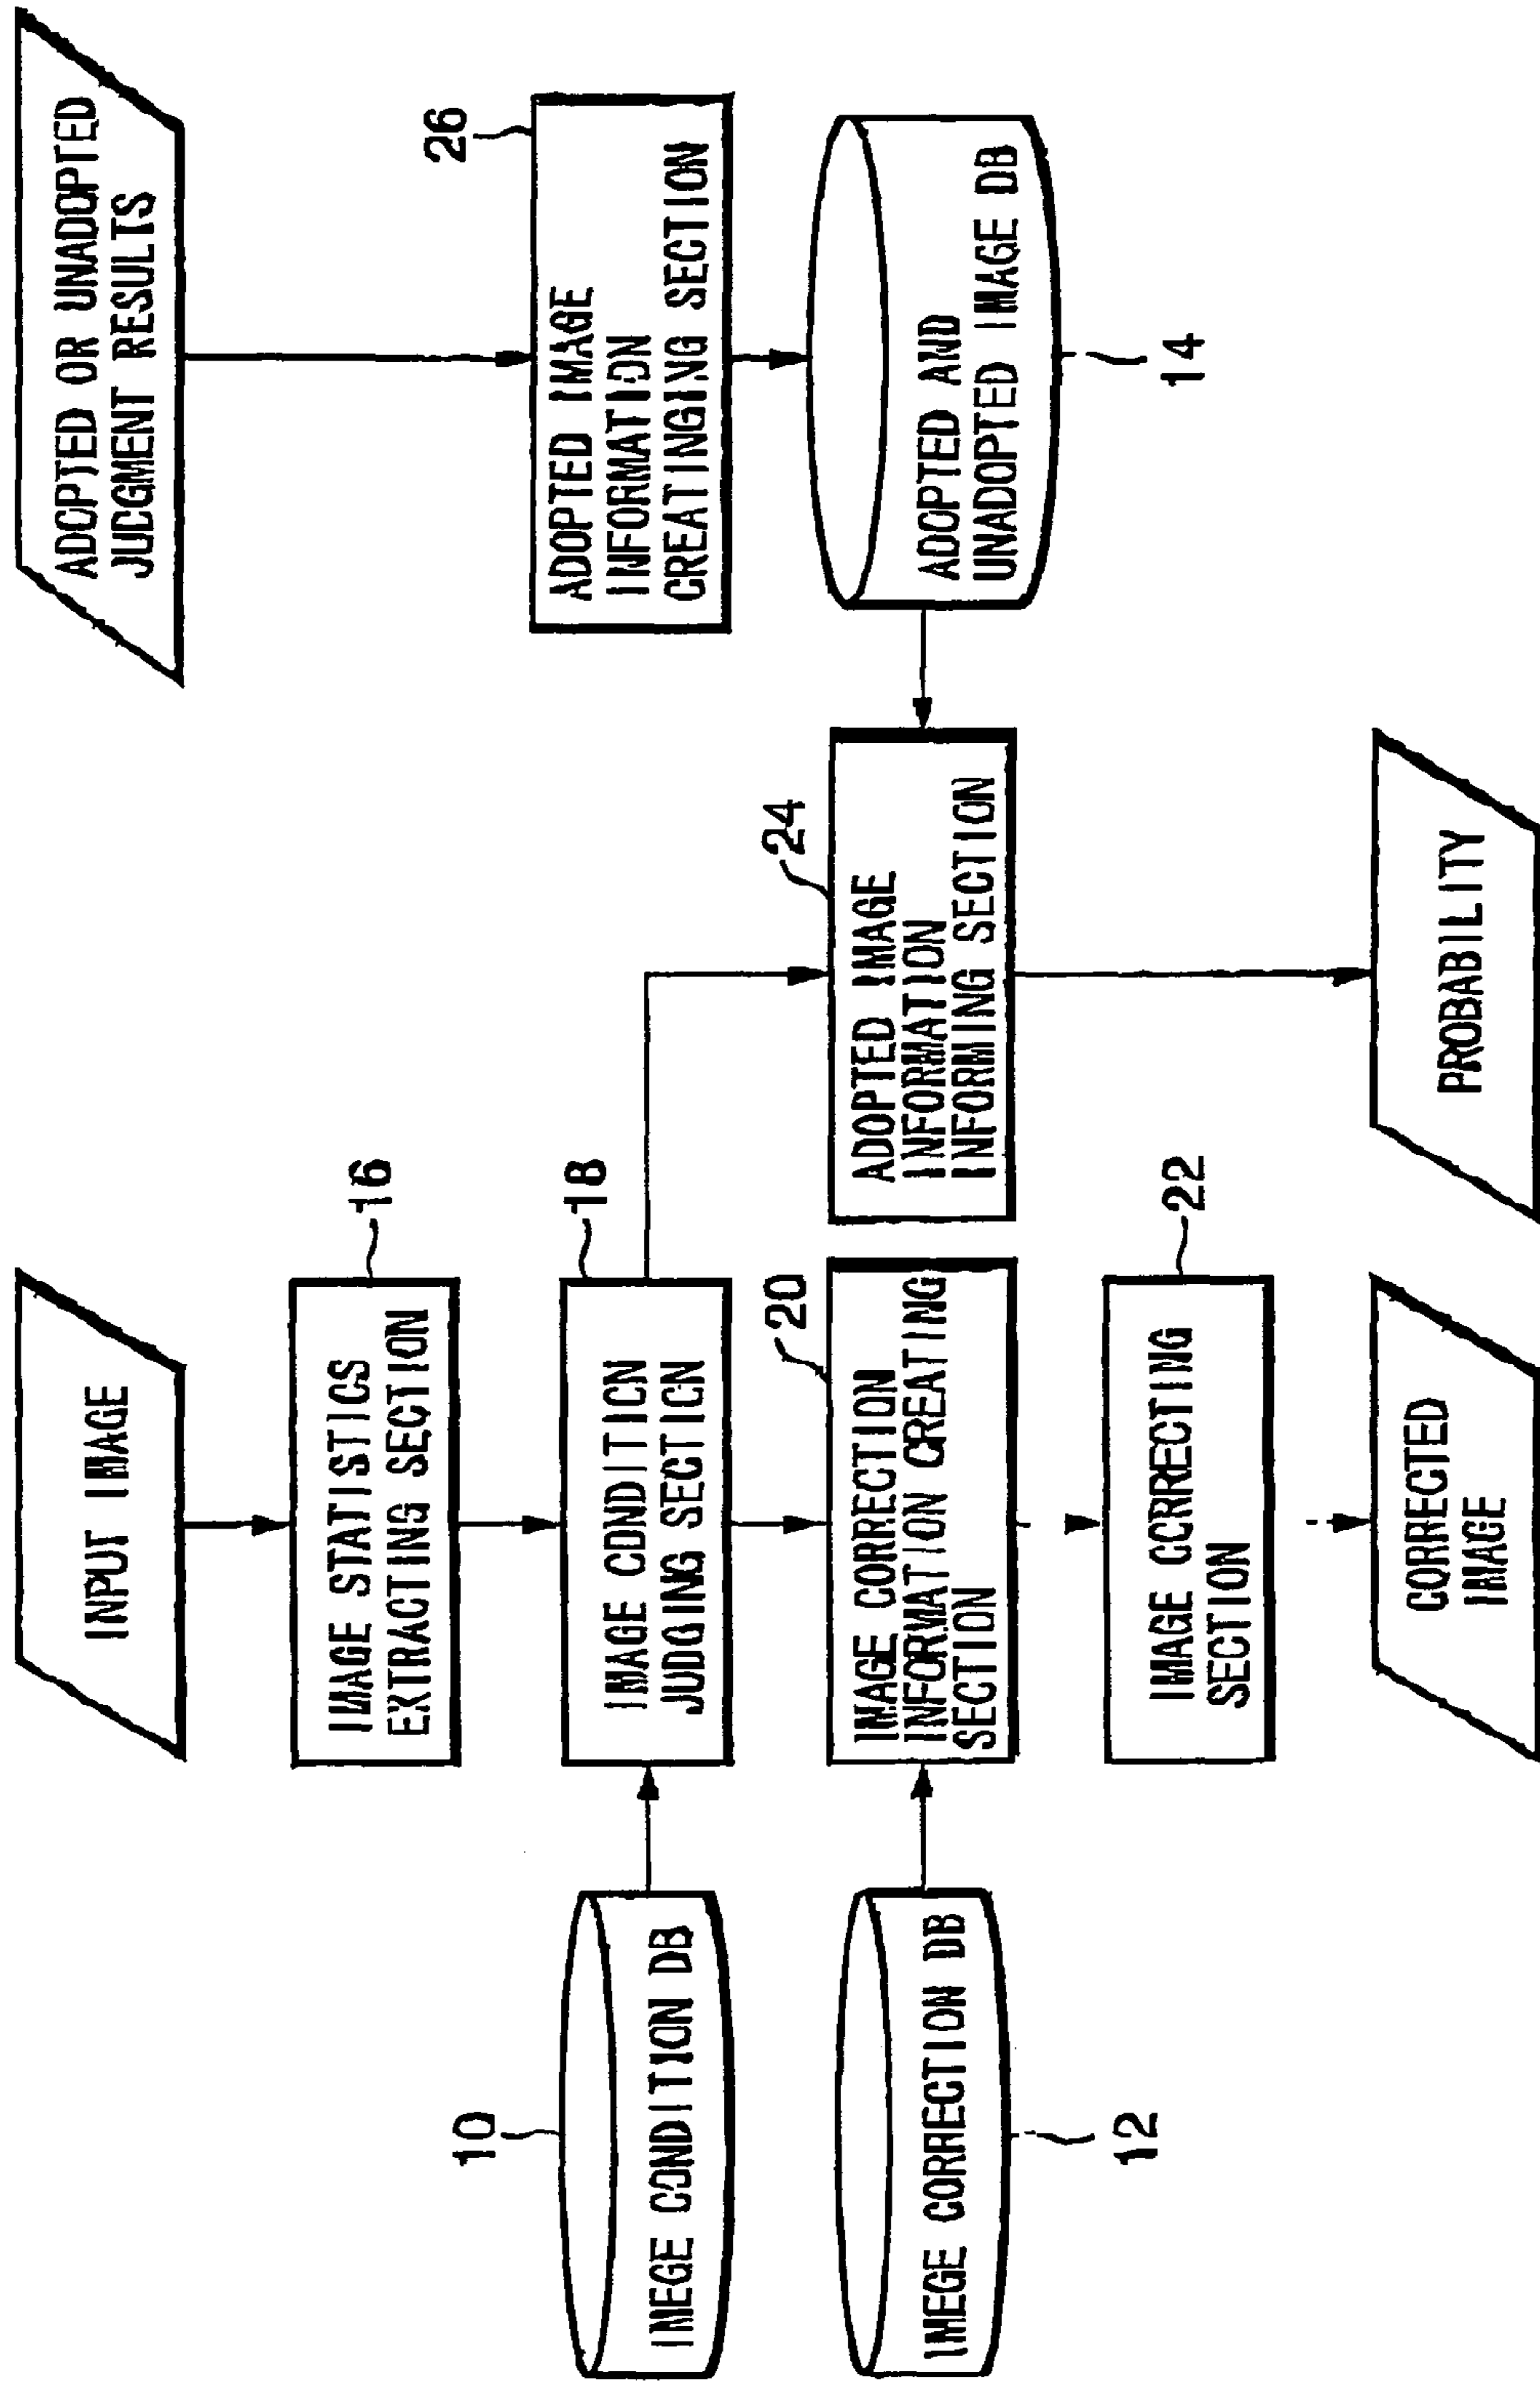 INPUT IMAGE
ADOPTED OR UNADOPTED
JUDGMENT RESULTS
16
IMAGE STATISTICS
EXTRACTING SECTION
26
ADOPTED IMAGE
INFORMATION
CREATINGING SECTION
10
IMEGE CONDITION DB
18
IMAGE CONDITION
JUDGING SECTION
24
ADOPTED IMAGE
INFORMATION
INFORMING SECTION
ADOPTED AND
UNADOPTED IMAGE DB
14
IMEGE CORRECTION DB
12
20
IMAGE CORRECTION
INFORMATION CREATING
SECTION
22
IMAGE CORRECTING
SECTION
CORRECTED
IMAGE
PROBABILITY